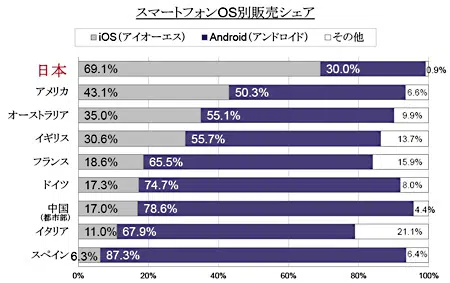 スマートフォンOS別販売シェア
iOS(アイオーエス) Android(アンドロイド) その他
日本 69.1% 30.0% 0.9%
アメリカ 43.1% 50.3% 6.6%
オーストラリア 35.0% 55.1% 9.9%
イギリス 30.6% 55.7% 13.7%
フランス 18.6% 65.5% 15.9%
ドイツ 17.3% 74.7% 8.0%
中国 17.0% 78.6% 4.4%
(都市部)
イタリア 11.0% 67.9% 21.1%
スペイン 6.3% 87.3% 6.4%
0% 20% 40% 60% 80% 100%